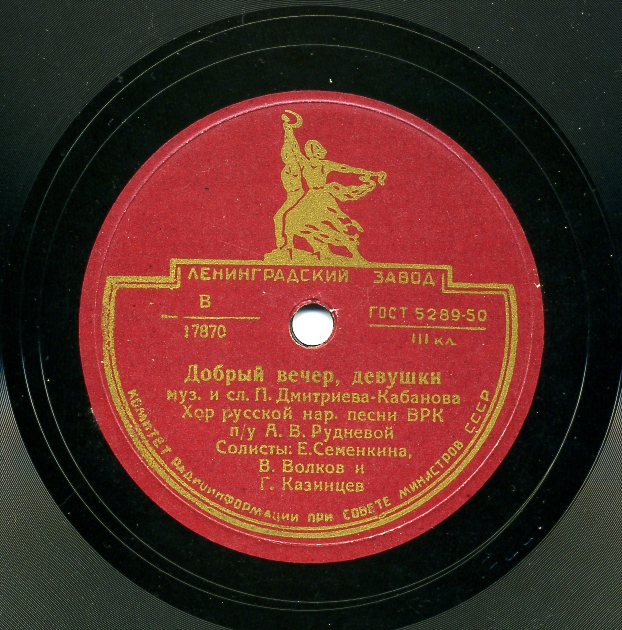 ЛЕНИНГРАДСКИЙ ЗАВОД
В
17870
ГОСТ 5289-50
III кл.
Добрый вечер, девушки
муз. и сл. П. Дмитриева-Кабанова
Хор русской нар. песни ВРК
п/у А. В. Рудневой
Солисты: Е. Семенкина,
В. Волков и
Г. Казинцев
КОМИТЕТ РАДИОИНФОРМАЦИИ ПРИ СОВЕТЕ МИНИСТРОВ СССР